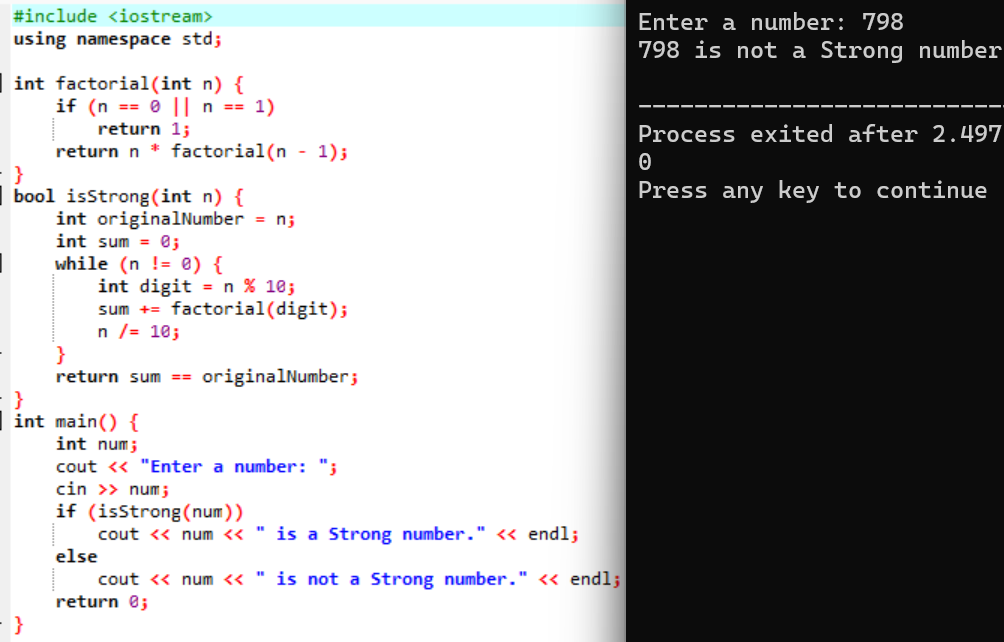 #include <iostream>
using namespace std;
int factorial(int n) {
    if (n == 0 || n == 1)
        return 1;
    return n * factorial(n - 1);
}
bool isStrong(int n) {
    int originalNumber = n;
    int sum = 0;
    while (n != 0) {
        int digit = n % 10;
        sum += factorial(digit);
        n /= 10;
    }
    return sum == originalNumber;
}
int main() {
    int num;
    cout << "Enter a number: ";
    cin >> num;
    if (isStrong(num))
        cout << num << " is a Strong number." << endl;
    else
        cout << num << " is not a Strong number." << endl;
    return 0;
}
Enter a number: 798
798 is not a Strong number
--------------------------
Process exited after 2.497
0
Press any key to continue